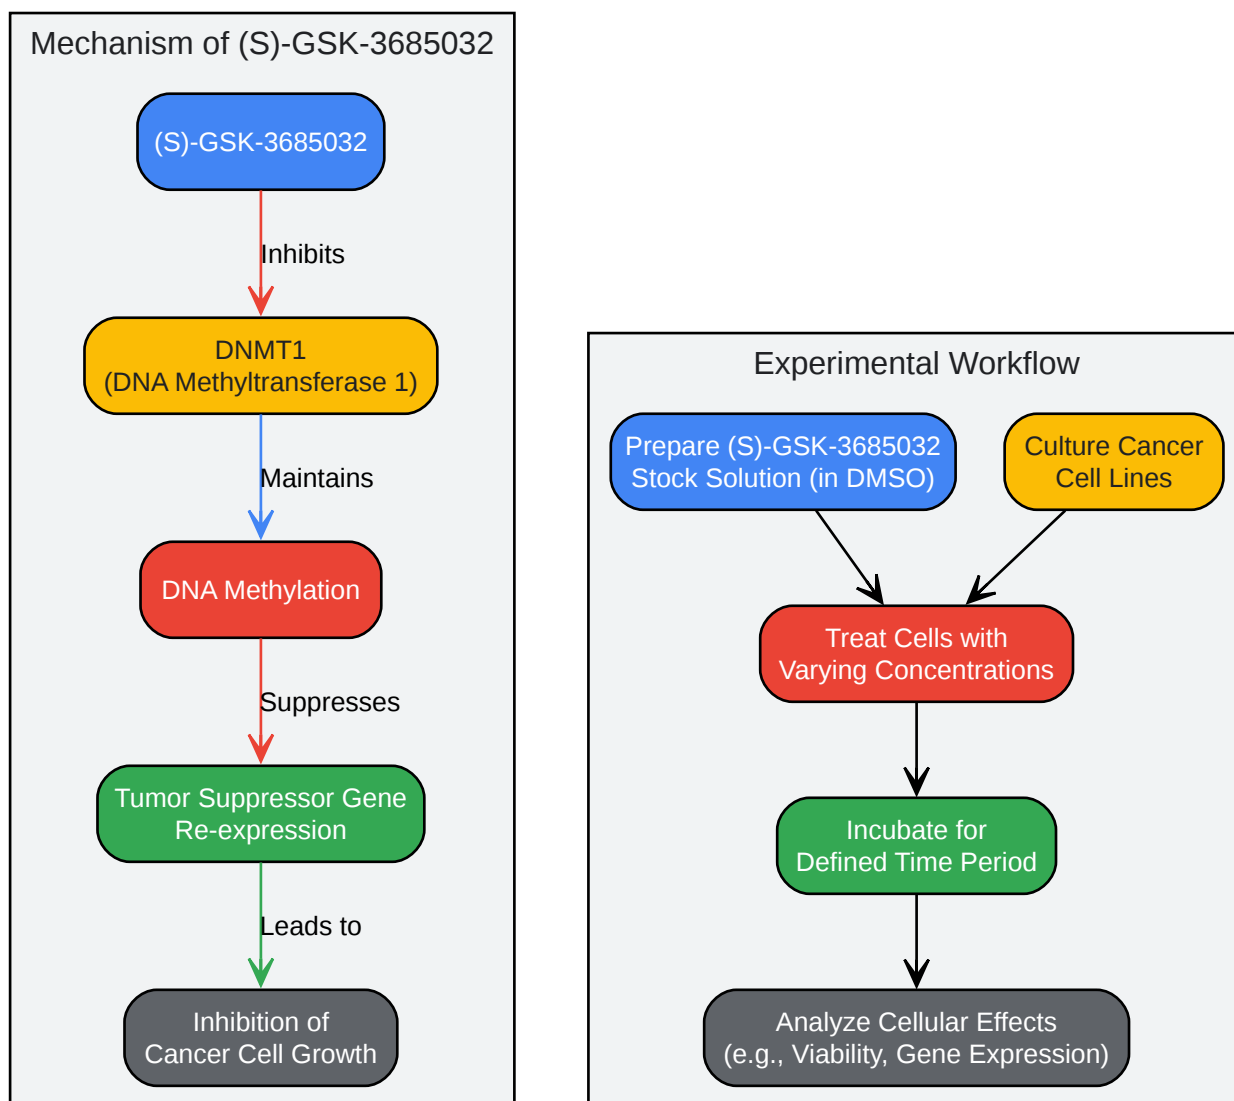 Mechanism of (S)-GSK-3685032
(S)-GSK-3685032
Inhibits
DNMT1
(DNA Methyltransferase 1)
Maintains
DNA Methylation
Suppresses
Tumor Suppressor Gene
Re-expression
Leads to
Inhibition of
Cancer Cell Growth
Experimental Workflow
Prepare (S)-GSK-3685032
Stock Solution (in DMSO)
Culture Cancer
Cell Lines
Treat Cells with
Varying Concentrations
Incubate for
Defined Time Period
Analyze Cellular Effects
(e.g., Viability, Gene Expression)